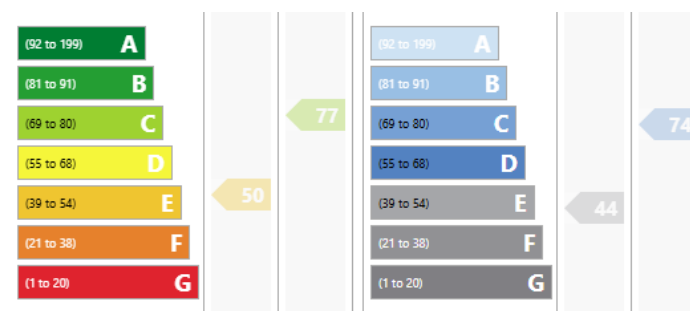 (92 to 199) A
(81 to 91) B
(69 to 80) C
77
(55 to 68) D
(39 to 54) E
50
(21 to 38) F
(1 to 20) G
(92 to 199) A
(81 to 91) B
(69 to 80) C
74
(55 to 68) D
(39 to 54) E
44
(21 to 38) F
(1 to 20) G